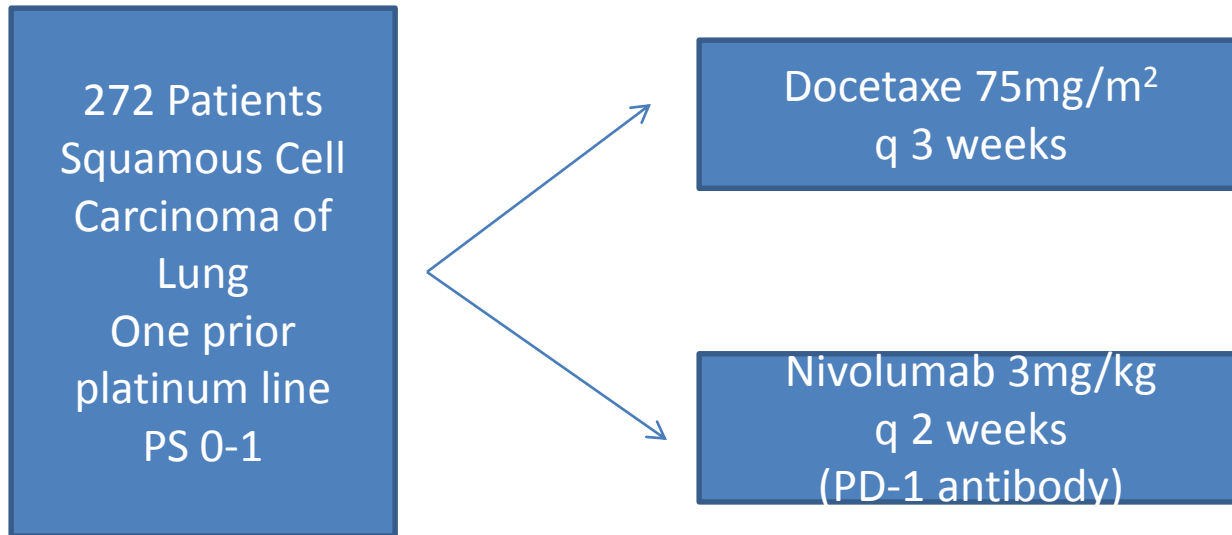 272 Patients
Squamous Cell
Carcinoma of
Lung
One prior
platinum line
PS 0-1
Docetaxe 75mg/m²
q 3 weeks
Nivolumab 3mg/kg
q 2 weeks
(PD-1 antibody)